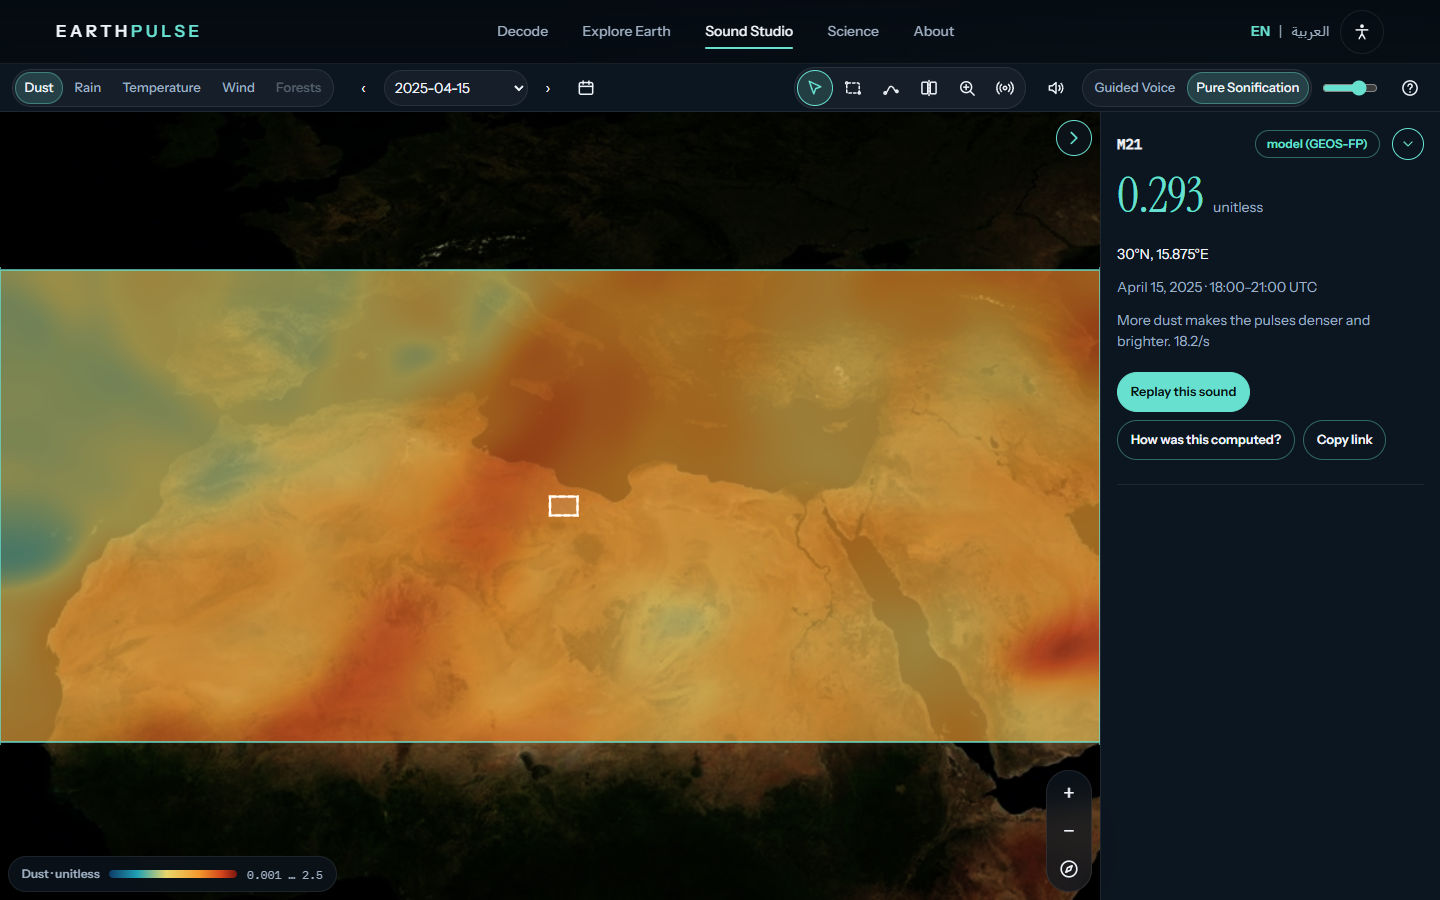 EARTHPULSE
Decode
Explore Earth
Sound Studio
Science
About
EN | العربية
Dust
Rain
Temperature
Wind
Forests
‹
2025-04-15
›
Guided Voice
Pure Sonification
M21
model (GEOS-FP)
0.293 unitless
30°N, 15.875°E
April 15, 2025 · 18:00–21:00 UTC
More dust makes the pulses denser and
brighter. 18.2/s
Replay this sound
How was this computed?
Copy link
+
−
Dust · unitless
0.001 … 2.5